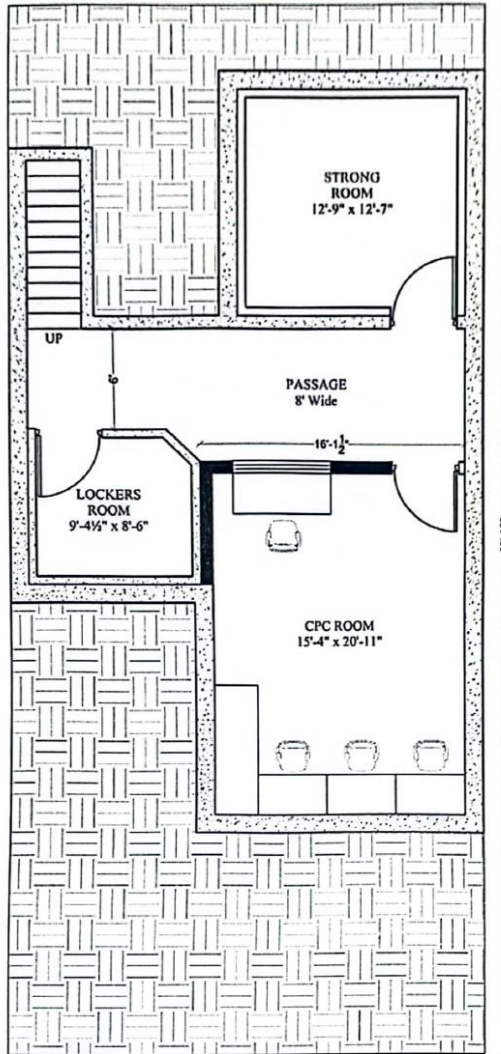 STRONG
ROOM
12'-9" x 12'-7"
UP
6'
PASSAGE
8' Wide
16'-1½"
LOCKERS
ROOM
9'-4½" x 8'-6"
CPC ROOM
15'-4" x 20'-11"